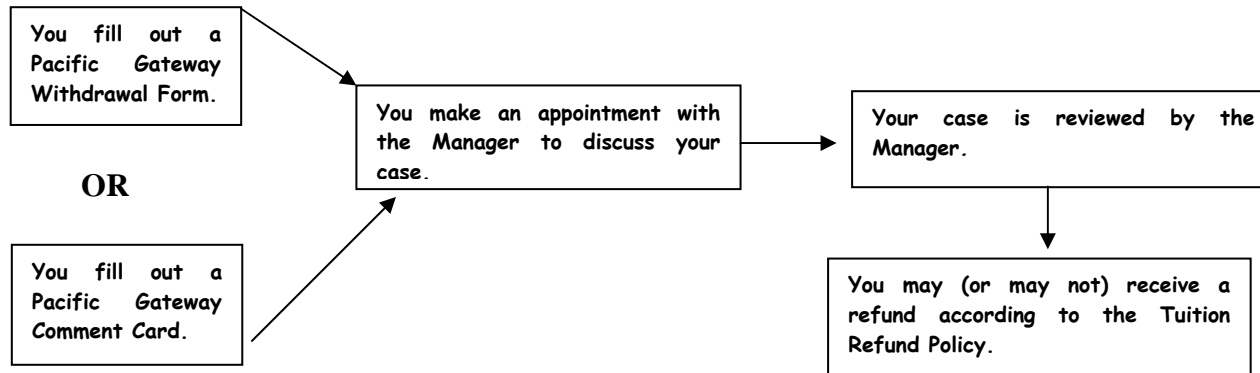 You fill out a
Pacific Gateway
Withdrawal Form.
OR
You fill out a
Pacific Gateway
Comment Card.
You make an appointment with
the Manager to discuss your
case.
Your case is reviewed by the
Manager.
You may (or may not) receive a
refund according to the Tuition
Refund Policy.